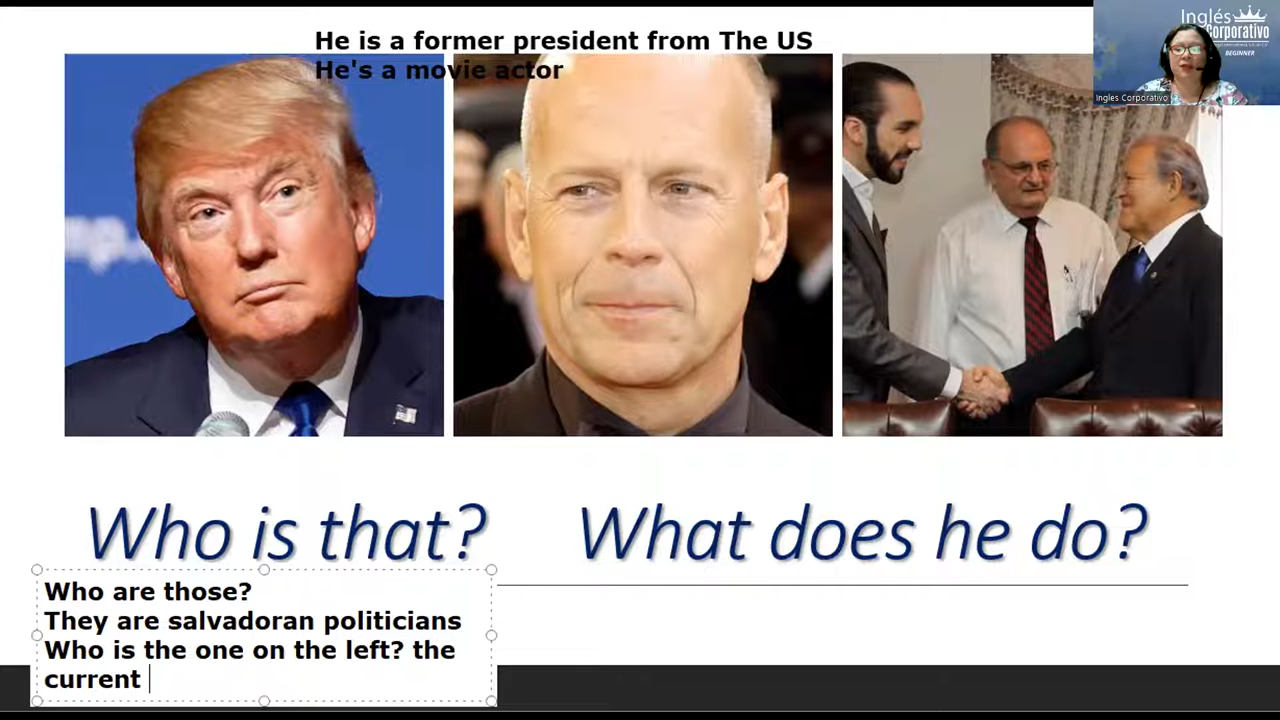 He is a former president from The US
He's a movie actor
Inglés
Corporativo
BEGINNER
Ingles Corporativo
mp.
Who is that?
What does he do?
Who are those?
They are salvadoran politicians
Who is the one on the left? the
current